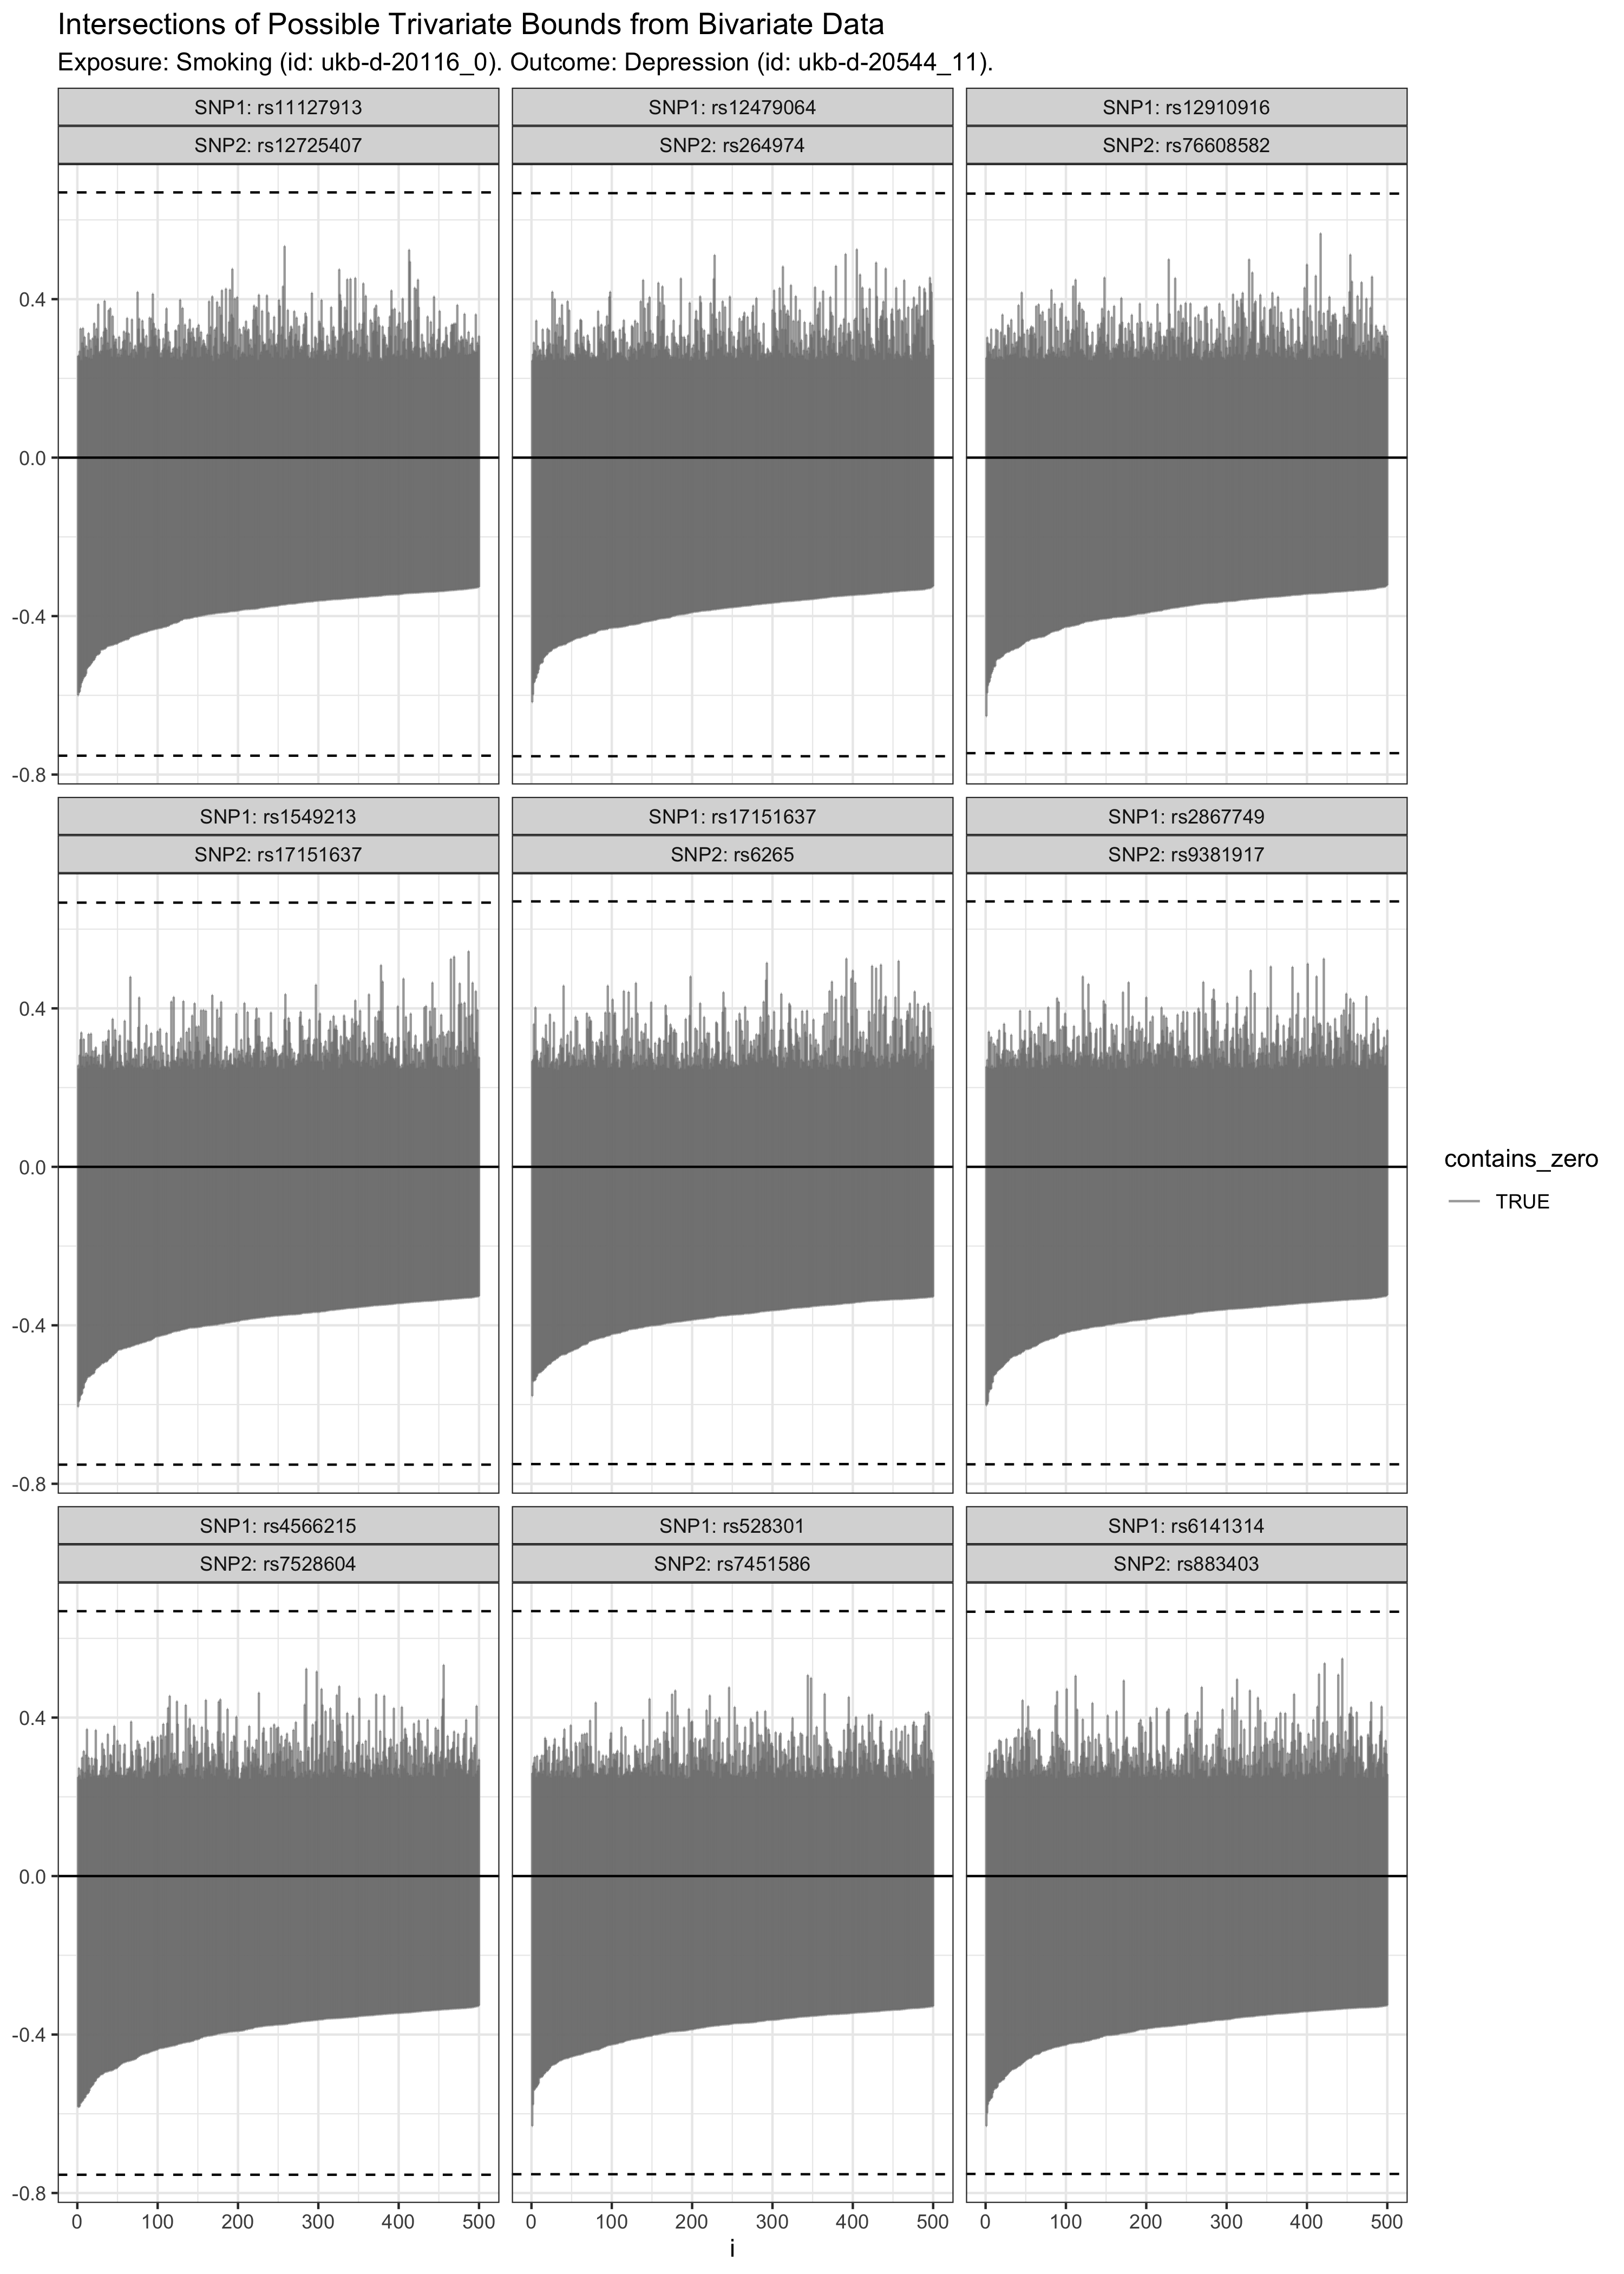 Intersections of Possible Trivariate Bounds from Bivariate Data
Exposure: Smoking (id: ukb-d-20116_0). Outcome: Depression (id: ukb-d-20544_11).
SNP1: rs11127913
SNP2: rs12725407
SNP1: rs12479064
SNP2: rs264974
SNP1: rs12910916
SNP2: rs76608582
0.4
0.0
-0.4
-0.8
SNP1: rs1549213
SNP2: rs17151637
SNP1: rs17151637
SNP2: rs6265
SNP1: rs2867749
SNP2: rs9381917
0.4
0.0
-0.4
-0.8
SNP1: rs4566215
SNP2: rs7528604
SNP1: rs528301
SNP2: rs7451586
SNP1: rs6141314
SNP2: rs883403
0.4
0.0
-0.4
-0.8
0 100 200 300 400 500
0 100 200 300 400 500
0 100 200 300 400 500
i
contains_zero
TRUE